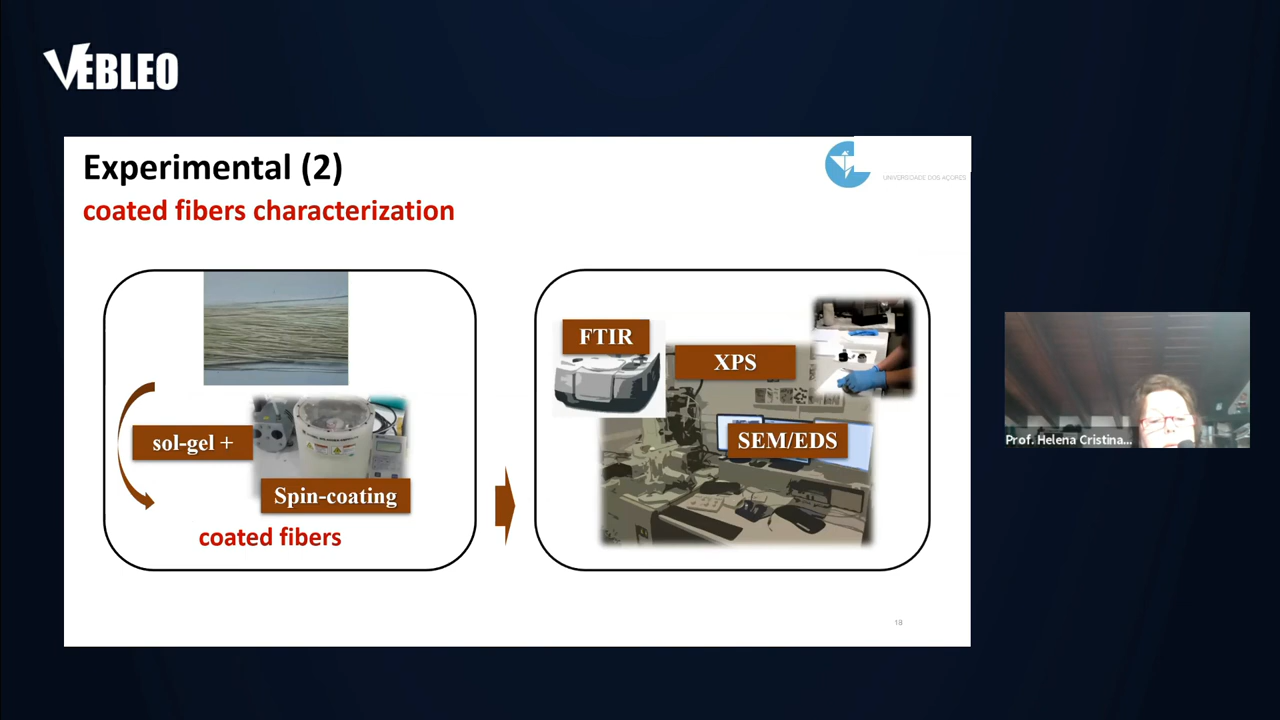 VEBLEO
Experimental (2)
coated fibers characterization
UNIVERSIDADE DOS AÇORES
FTIR
XPS
SEM/EDS
sol-gel +
Spin-coating
coated fibers
Prof. Helena Cristina...
18